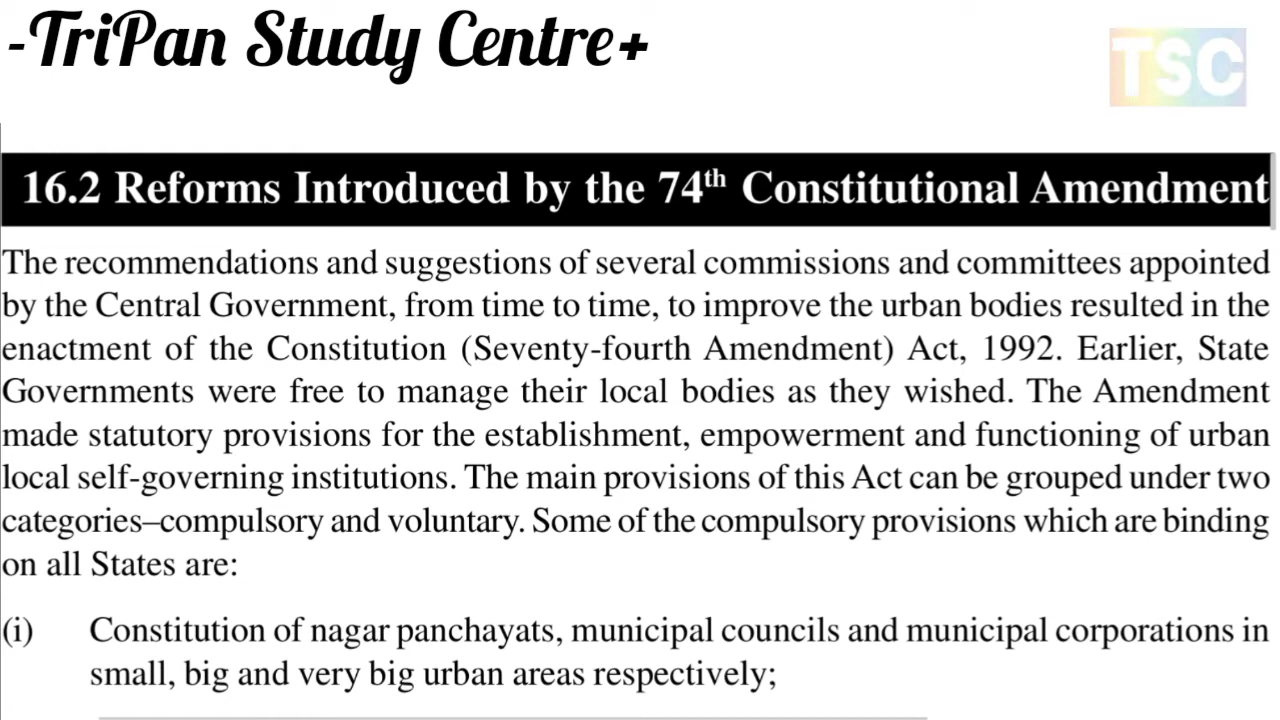 -TriPan Study Centre+
TSC
16.2 Reforms Introduced by the 74th Constitutional Amendment
The recommendations and suggestions of several commissions and committees appointed
by the Central Government, from time to time, to improve the urban bodies resulted in the
enactment of the Constitution (Seventy-fourth Amendment) Act, 1992. Earlier, State
Governments were free to manage their local bodies as they wished. The Amendment
made statutory provisions for the establishment, empowerment and functioning of urban
local self-governing institutions. The main provisions of this Act can be grouped under two
categories–compulsory and voluntary. Some of the compulsory provisions which are binding
on all States are:
(i) Constitution of nagar panchayats, municipal councils and municipal corporations in
small, big and very big urban areas respectively;